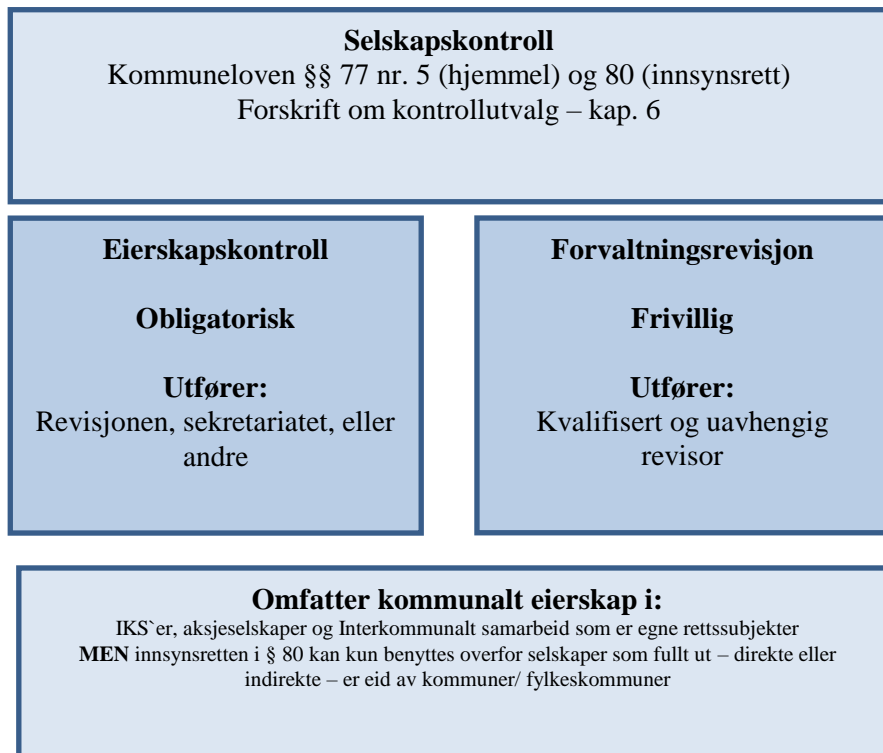 Selskapskontroll
Kommuneloven §§ 77 nr. 5 (hjemmel) og 80 (innsynsrett)
Forskrift om kontrollutvalg – kap. 6
Eierskapskontroll
Obligatorisk
Utfører:
Revisjonen, sekretariatet, eller
andre
Forvaltningsrevisjon
Frivillig
Utfører:
Kvalifisert og uavhengig
revisor
Omfatter kommunalt eierskap i:
IKS`er, aksjeselskaper og Interkommunalt samarbeid som er egne rettssubjekter
MEN innsynsretten i § 80 kan kun benyttes overfor selskaper som fullt ut – direkte eller
indirekte – er eid av kommuner/ fylkeskommuner